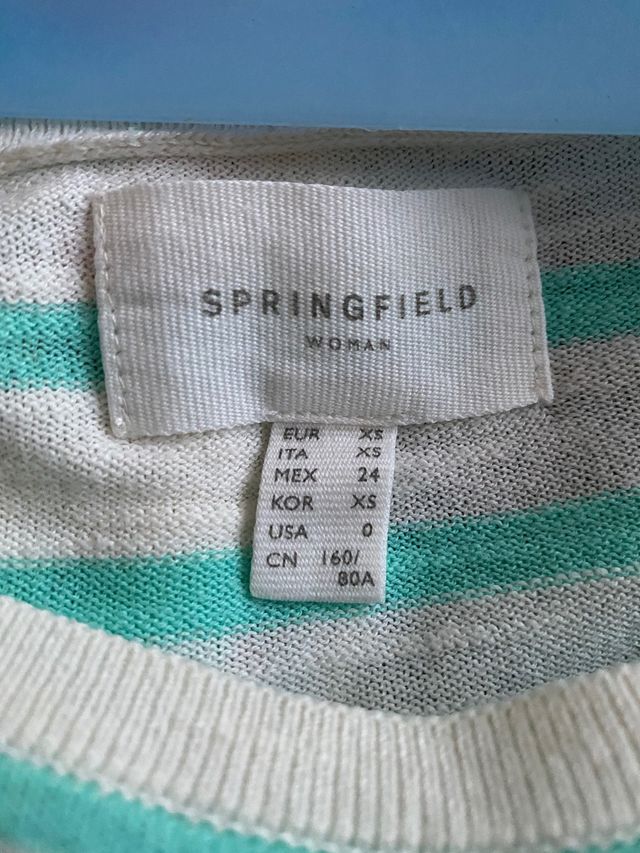 SPRINGFIELD
WOMAN
EUR XS
ITA XS
MEX 24
KOR XS
USA 0
CN 160/
80A